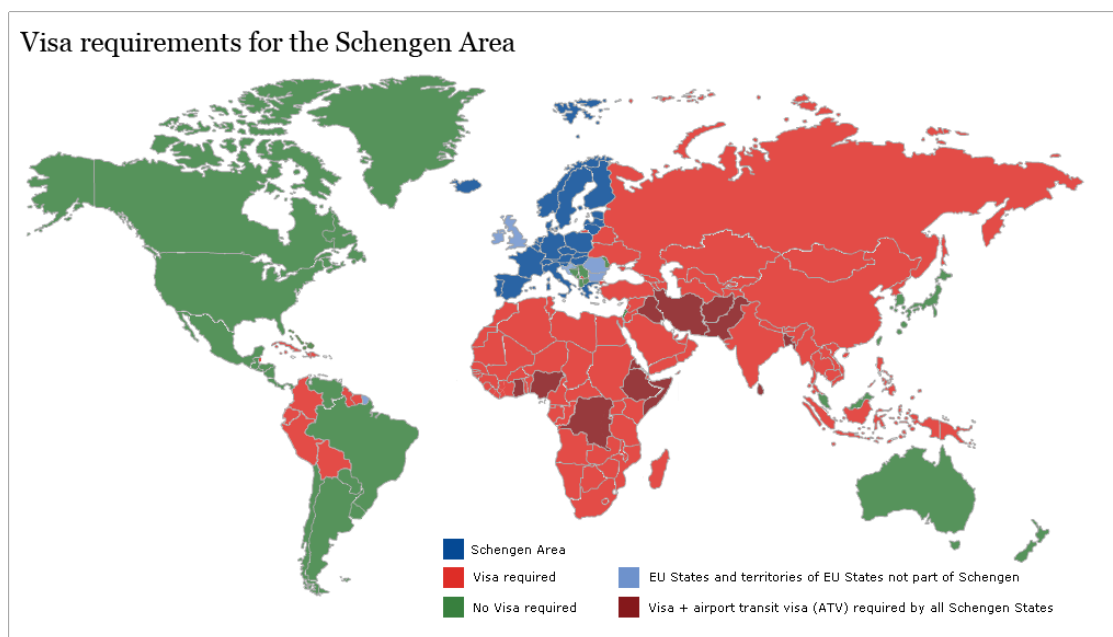 Visa requirements for the Schengen Area
Schengen Area
Visa required
EU States and territories of EU States not part of Schengen
No Visa required
Visa + airport transit visa (ATV) required by all Schengen States